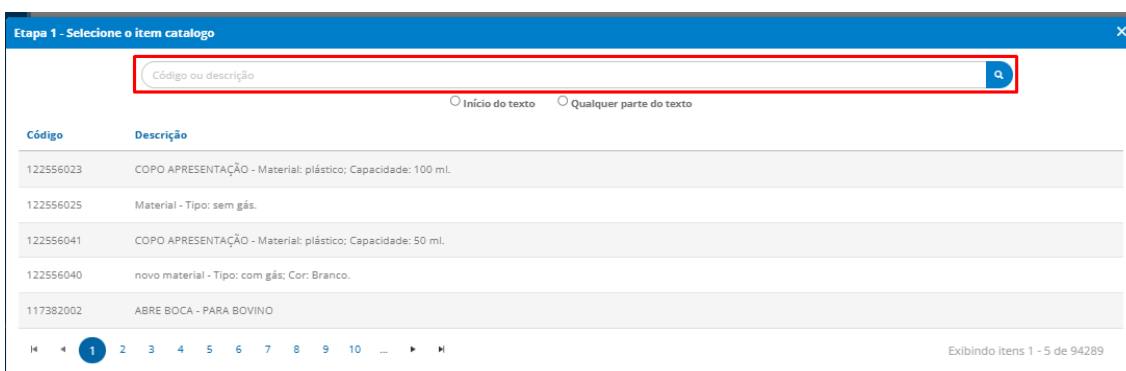 Etapa 1 - Selecione o item catalogo
Código ou descrição
Início do texto Qualquer parte do texto
Código Descrição
122556023 COPO APRESENTAÇÃO - Material: plástico; Capacidade: 100 ml.
122556025 Material - Tipo: sem gás.
122556041 COPO APRESENTAÇÃO - Material: plástico; Capacidade: 50 ml.
122556040 novo material - Tipo: com gás; Cor: Branco.
117382002 ABRE BOCA - PARA BOVINO
1 2 3 4 5 6 7 8 9 10 ... Exibindo itens 1 - 5 de 94289